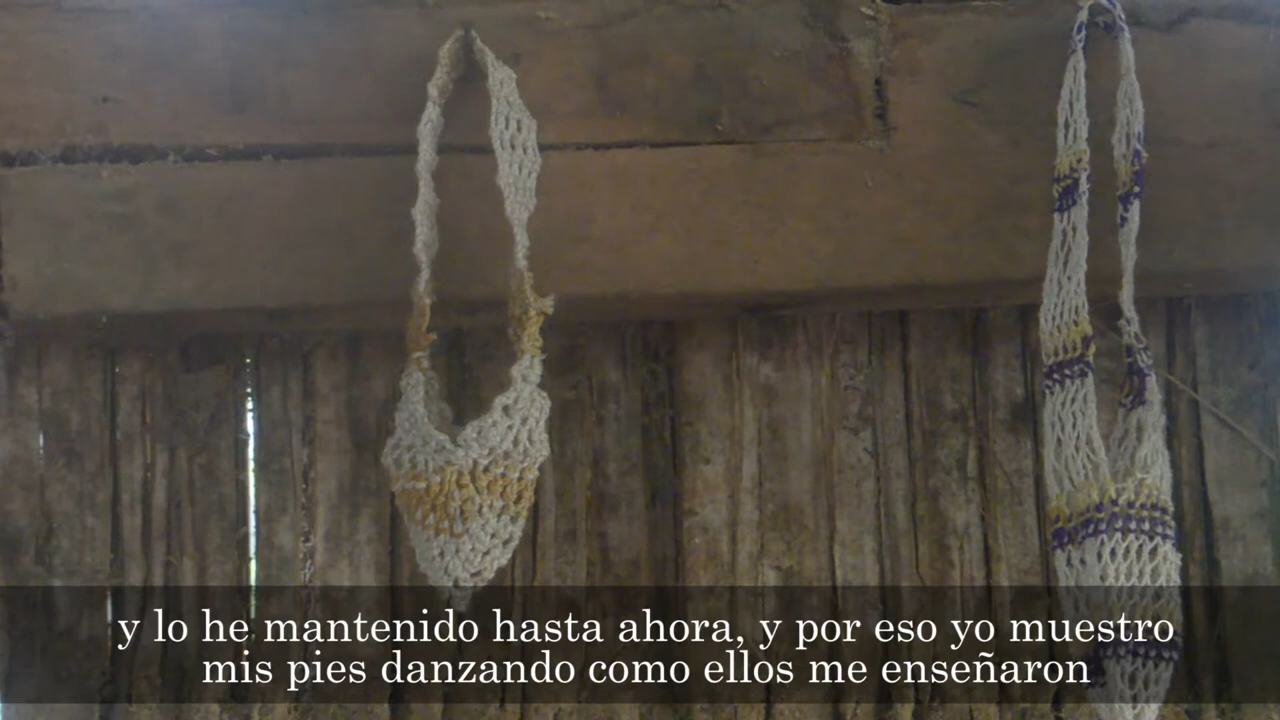 y lo he mantenido hasta ahora, y por eso yo muestro
mis pies danzando como ellos me enseñaron